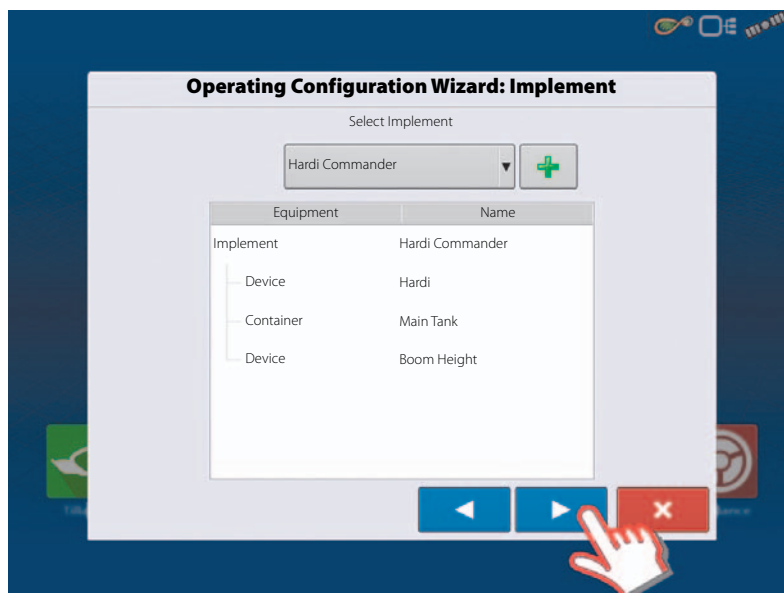 Operating Configuration Wizard: Implement
Select Implement
Hardi Commander
Equipment Name
Implement Hardi Commander
Device Hardi
Container Main Tank
Device Boom Height